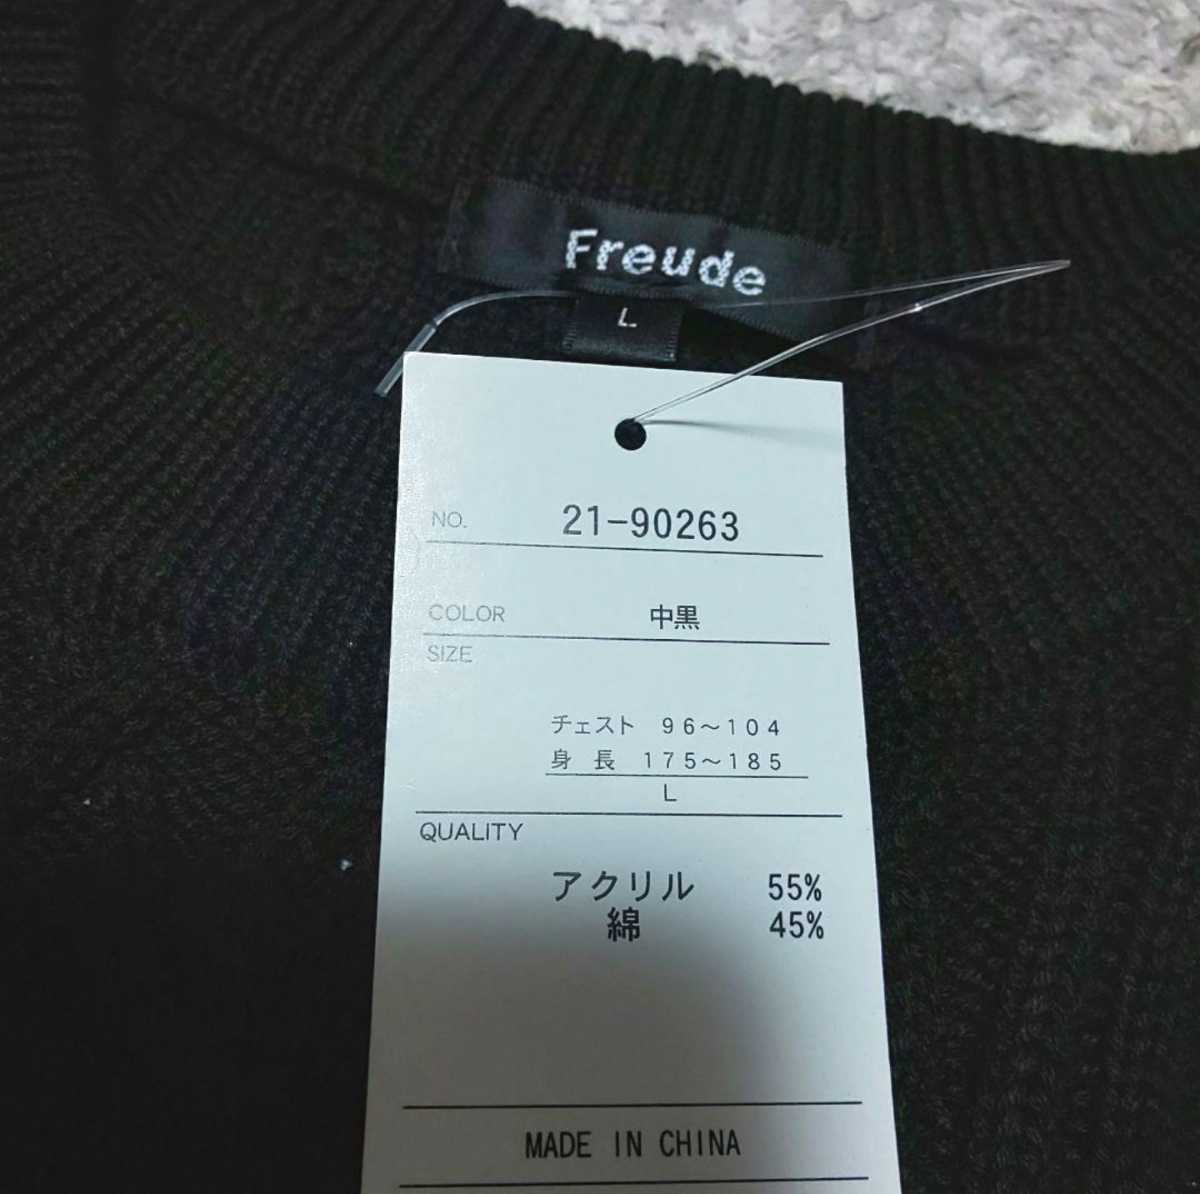 Freude
L
NO. 21-90263
COLOR 中黒
SIZE
チェスト 96～104
身長 175～185
L
QUALITY
アクリル 55%
綿 45%
MADE IN CHINA